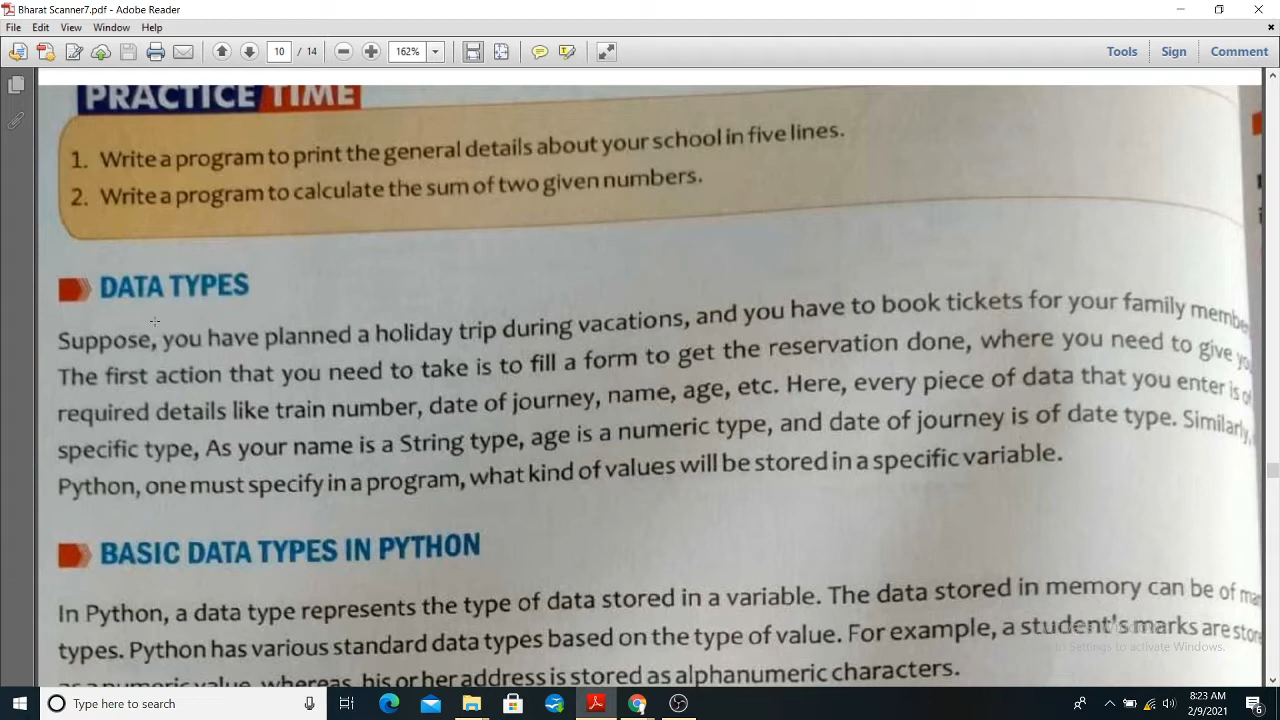 Bharat Scanner7.pdf - Adobe Reader
File Edit View Window Help
10 / 14 162% Tools Sign Comment
PRACTICE TIME
1. Write a program to print the general details about your school in five lines.
2. Write a program to calculate the sum of two given numbers.
DATA TYPES
Suppose, you have planned a holiday trip during vacations, and you have to book tickets for your family
The first action that you need to take is to fill a form to get the reservation done, where you need to give
required details like train number, date of journey, name, age, etc. Here, every piece of data that you enter is
specific type, As your name is a String type, age is a numeric type, and date of journey is of date type. Similarly,
Python, one must specify in a program, what kind of values will be stored in a specific variable.
BASIC DATA TYPES IN PYTHON
In Python, a data type represents the type of data stored in a variable. The data stored in memory can be of
types. Python has various standard data types based on the type of value. For example, a student's marks are
as a numeric value, whereas, his or her address is stored as alphanumeric characters.
to Settings to activate Windows.
Type here to search
8:23 AM
2/9/2021